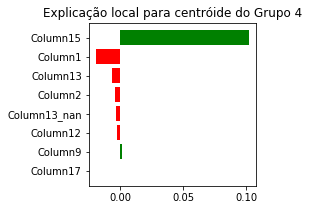 Explicação local para centróide do Grupo 4
Column15
Column1
Column13
Column2
Column13_nan
Column12
Column9
Column17
0.00
0.05
0.10